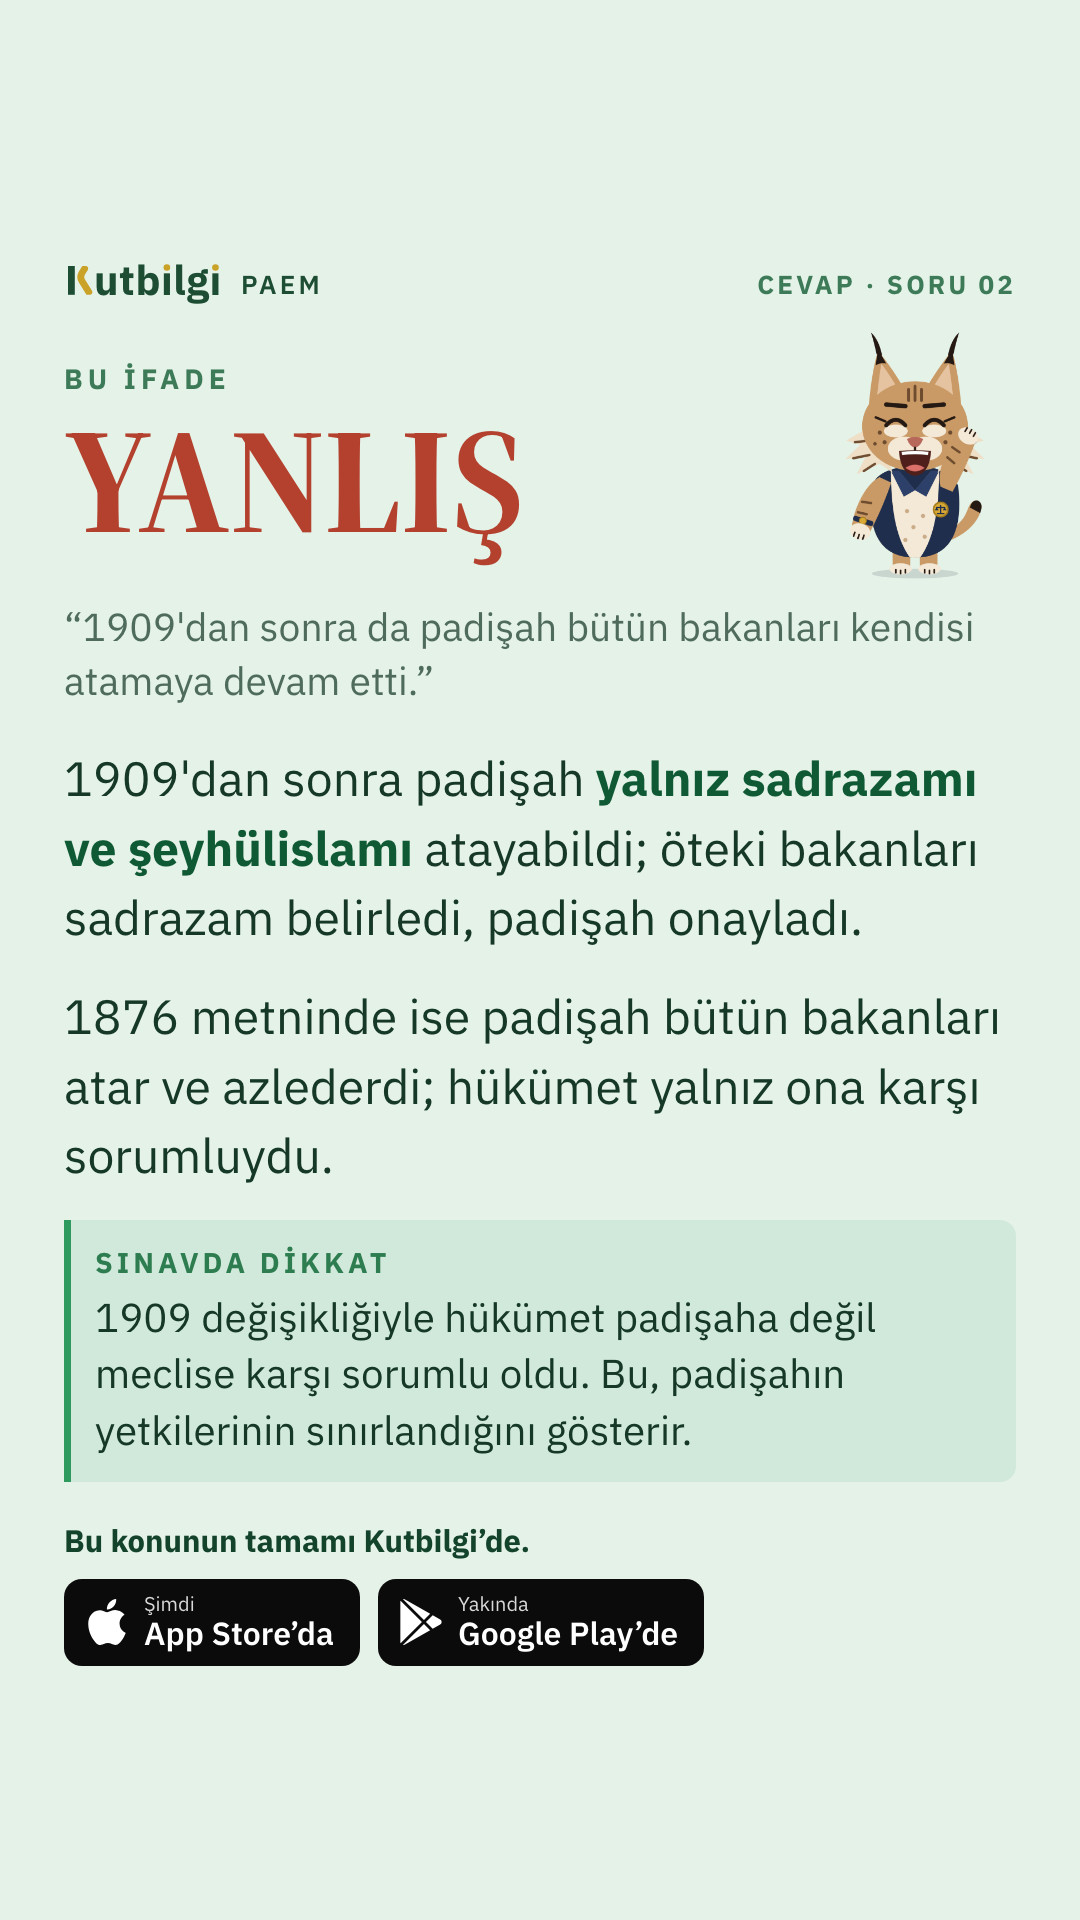 Kutbilgi PAEM
CEVAP · SORU 02
BU İFADE
YANLIŞ
“1909'dan sonra da padişah bütün bakanları kendisi
atamaya devam etti.”
1909'dan sonra padişah yalnız sadrazamı
ve şeyhülislamı atayabildi; öteki bakanları
sadrazam belirledi, padişah onayladı.
1876 metninde ise padişah bütün bakanları
atar ve azlederdi; hükümet yalnız ona karşı
sorumluydu.
SINAVDA DİKKAT
1909 değişikliğiyle hükümet padişaha değil
meclise karşı sorumlu oldu. Bu, padişahın
yetkilerinin sınırlandığını gösterir.
Bu konunun tamamı Kutbilgi’de.
Şimdi
App Store’da
Yakında
Google Play’de